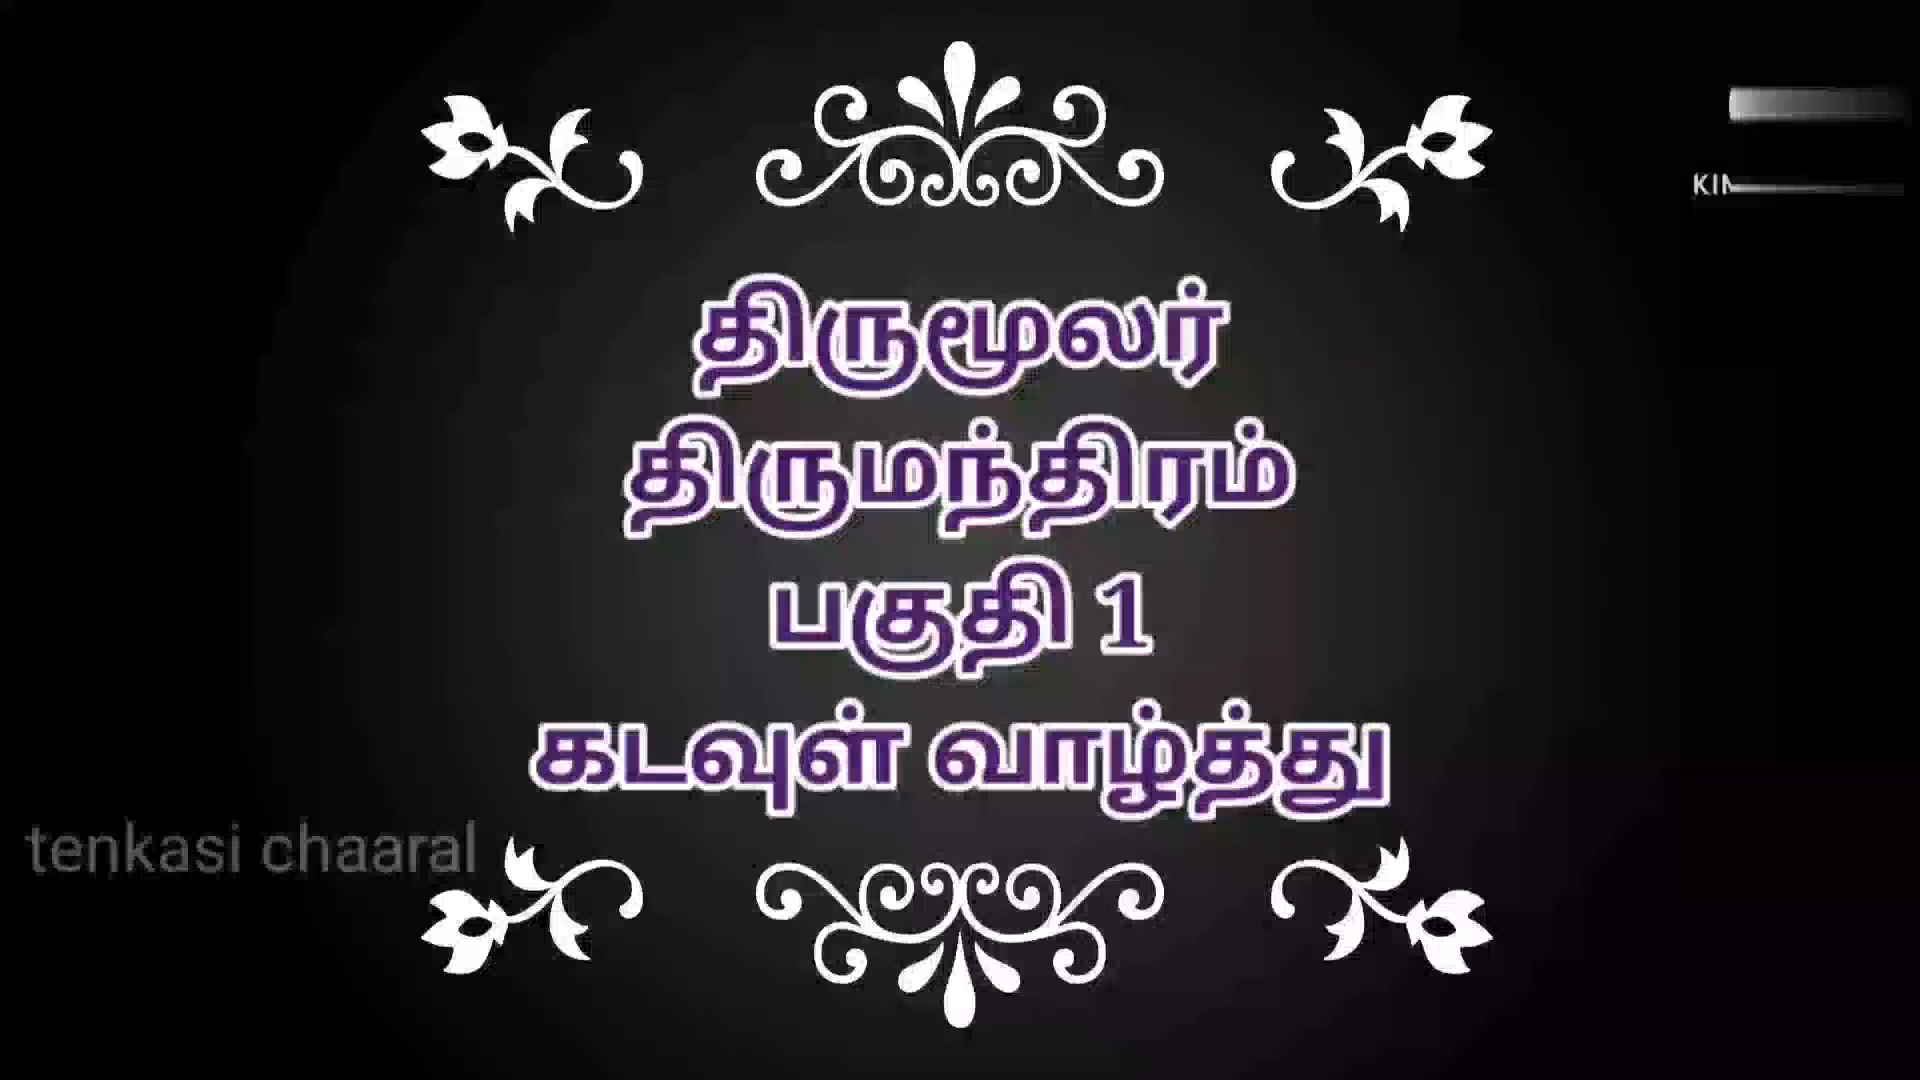 திருமூலர்
திருமந்திரம்
பகுதி 1
கடவுள் வாழ்த்து
tenkasi chaaral